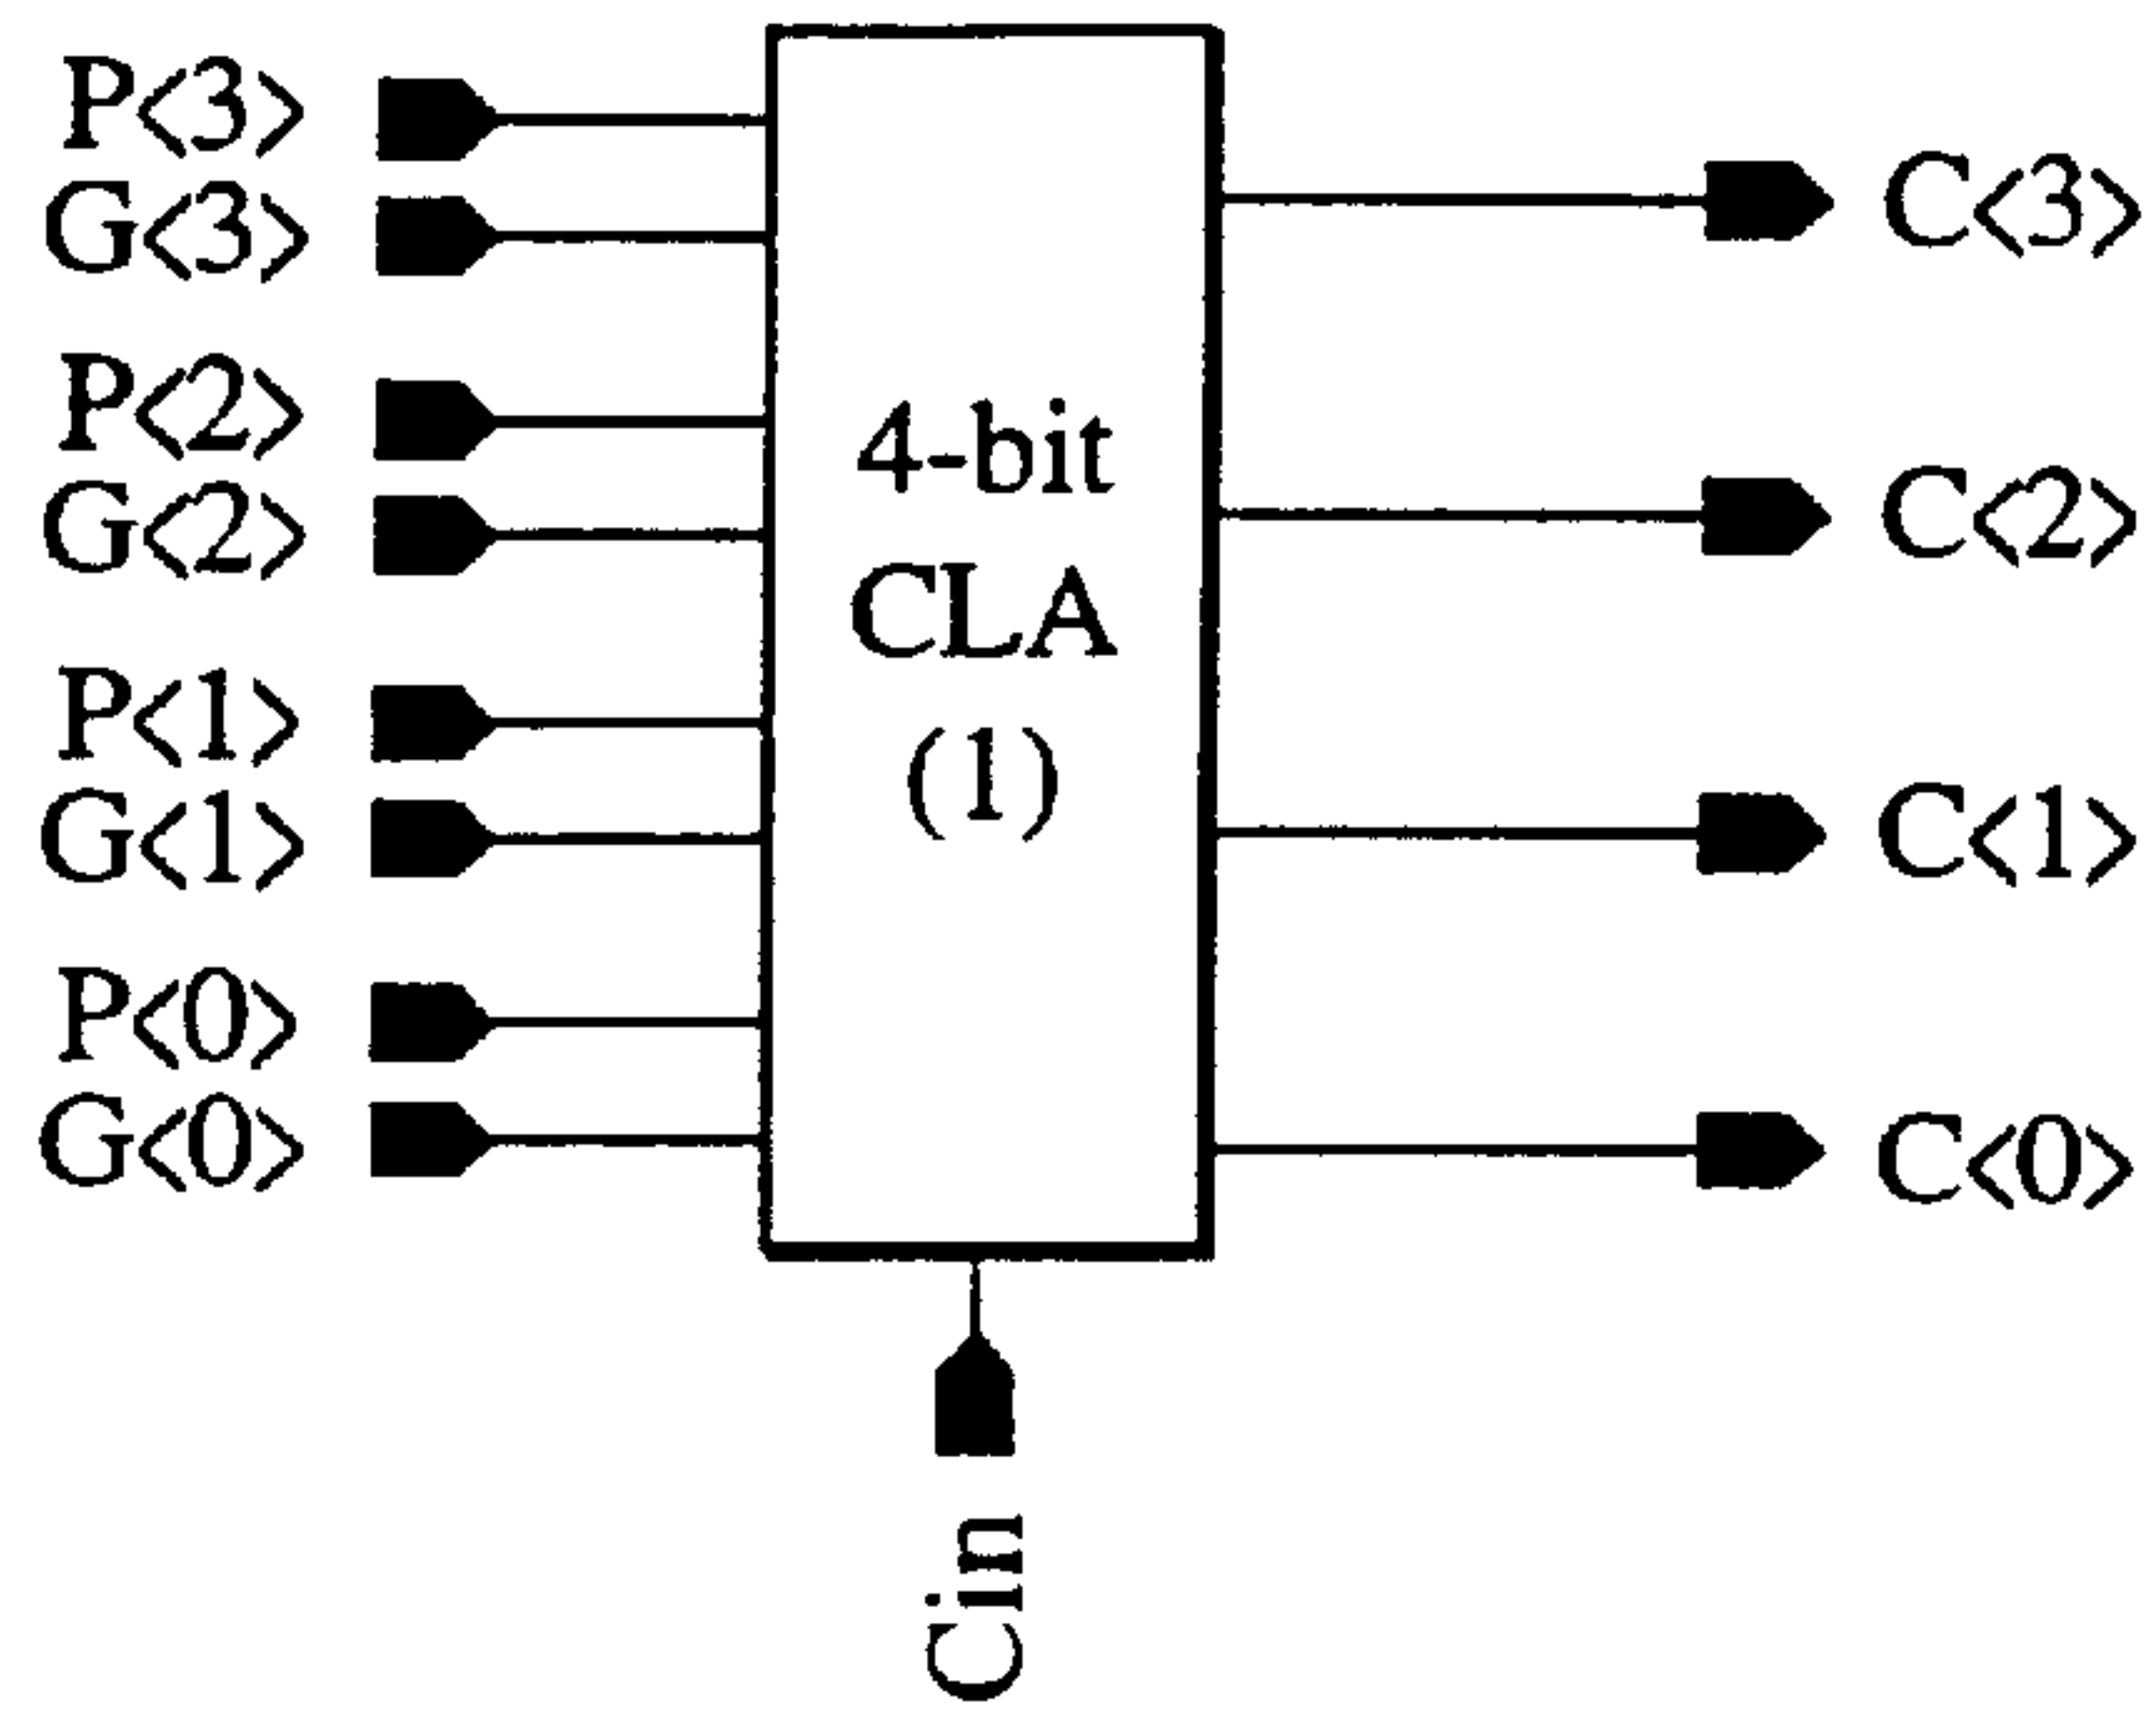 P<3>
G<3>
P<2>
G<2>
P<1>
G<1>
P<0>
G<0>
4-bit
CLA
(1)
C<3>
C<2>
C<1>
C<0>
Cin